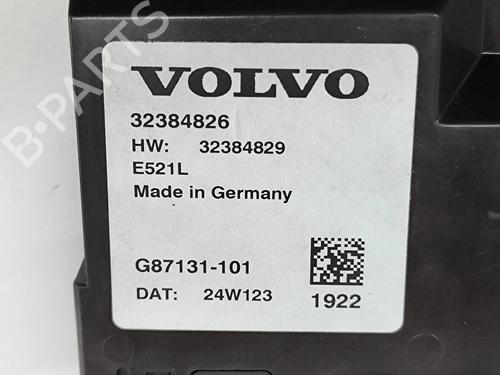 B-PARTS
VOLVO
32384826
HW: 32384829
E521L
Made in Germany
G87131-101
DAT: 24W123
1922